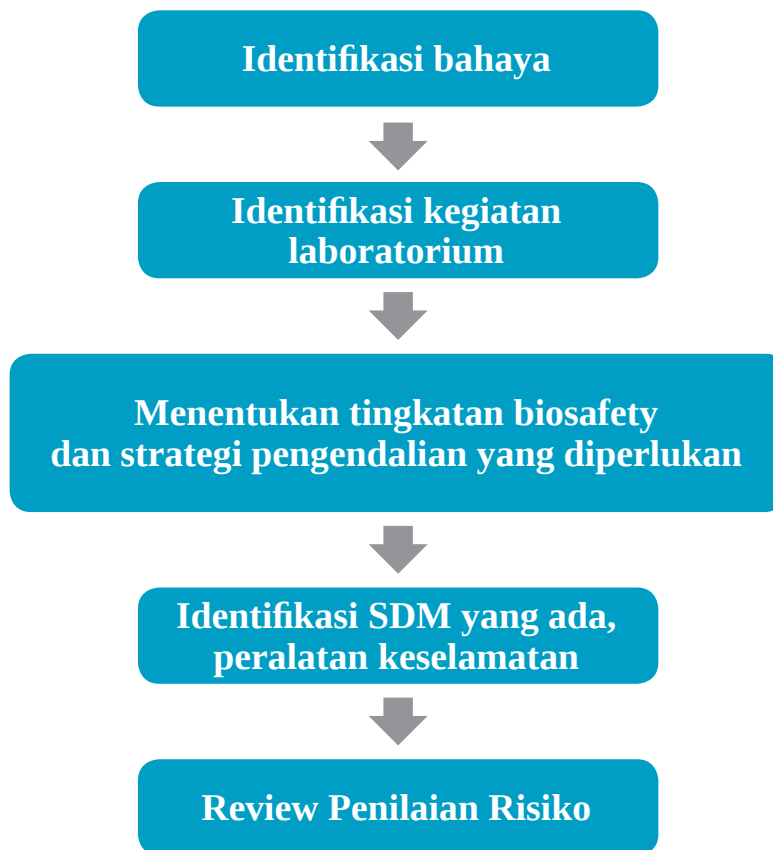 Identifikasi bahaya
Identifikasi kegiatan
laboratorium
Menentukan tingkatan biosafety
dan strategi pengendalian yang diperlukan
Identifikasi SDM yang ada,
peralatan keselamatan
Review Penilaian Risiko